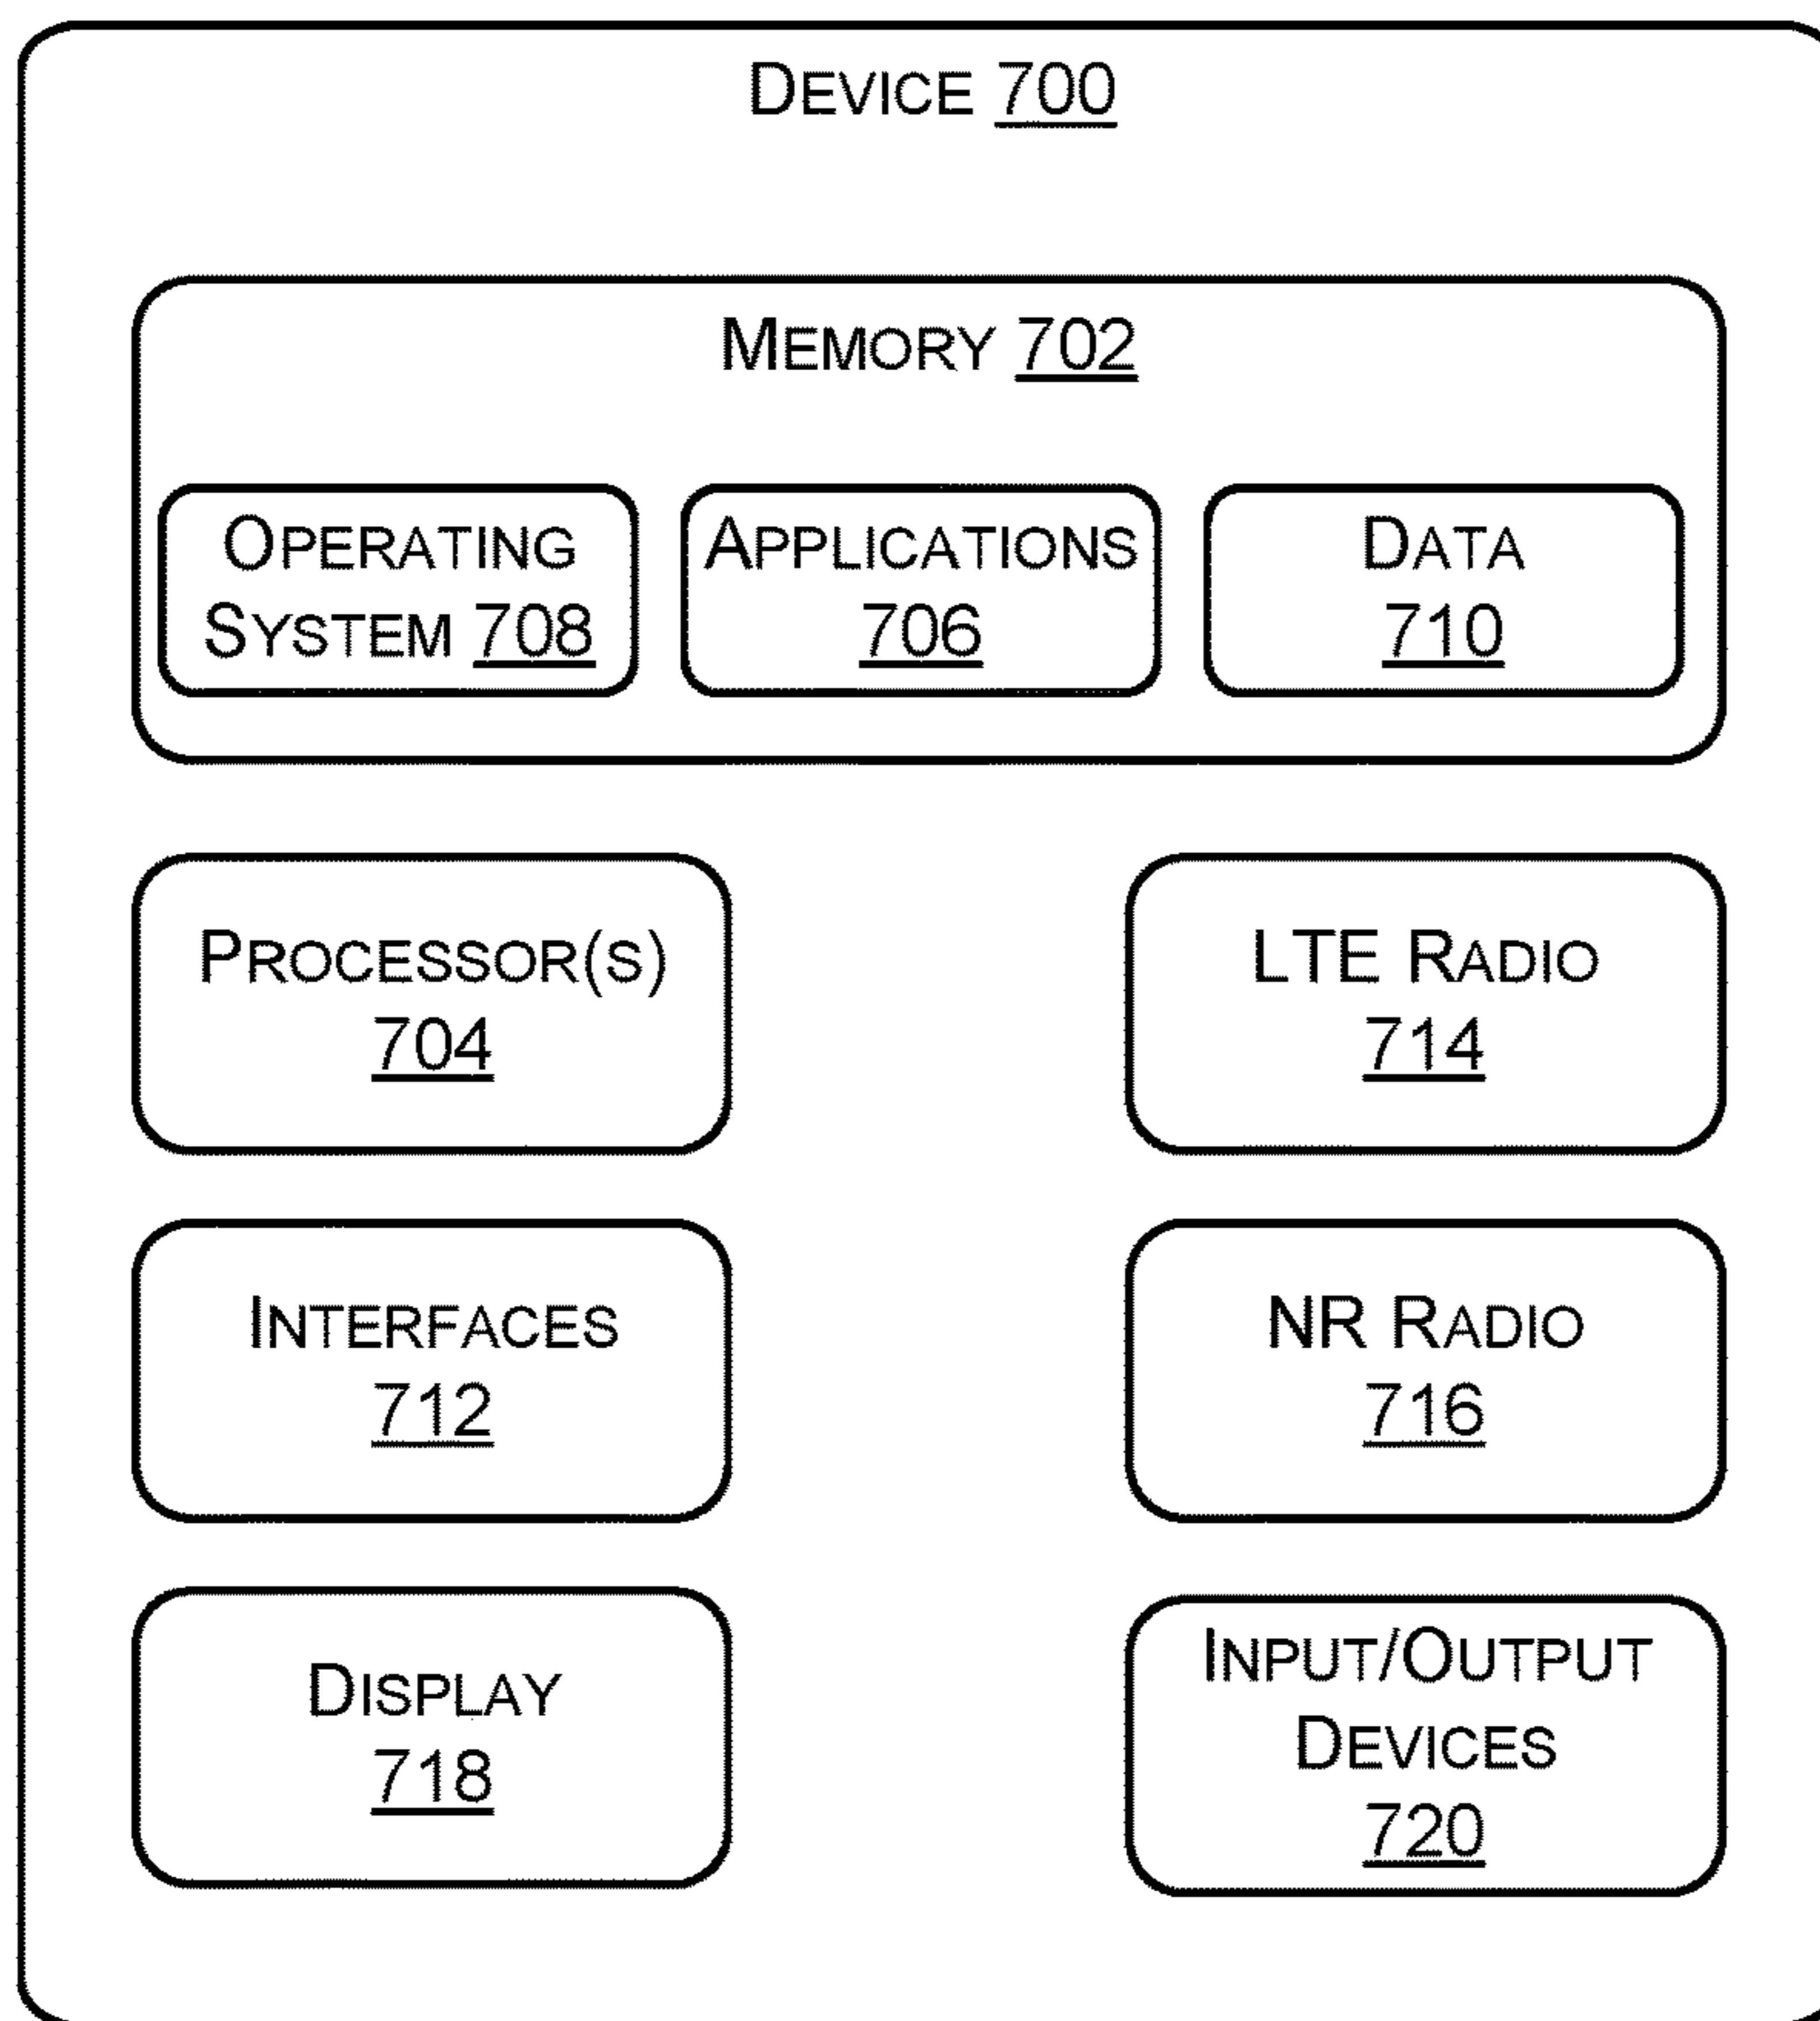 DEVICE 700
MEMORY 702
OPERATING
SYSTEM 708
APPLICATIONS
706
DATA
710
PROCESSOR(S)
704
LTE RADIO
714
INTERFACES
712
NR RADIO
716
DISPLAY
718
INPUT/OUTPUT
DEVICES
720